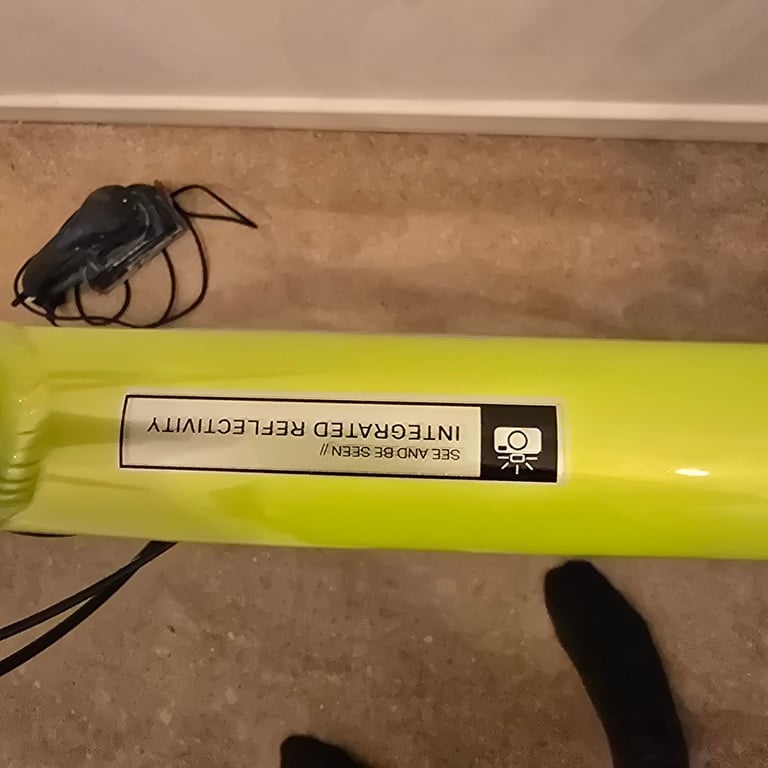 SEE AND BE SEEN //
INTEGRATED REFLECTIVITY